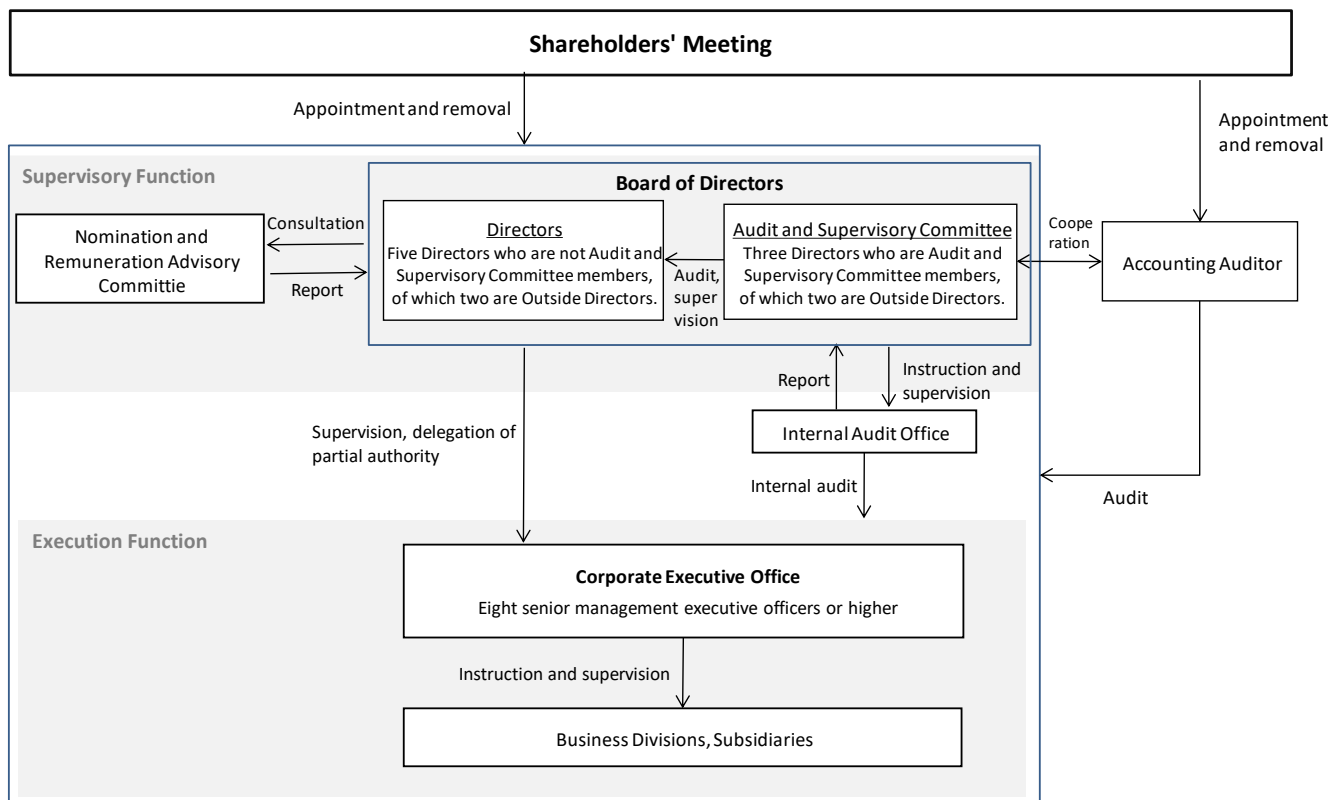 Shareholders' Meeting
Appointment and removal
Appointment
and removal
Supervisory Function
Board of Directors
Nomination and
Remuneration Advisory
Committie
Consultation
Report
Directors
Five Directors who are not Audit and
Supervisory Committee members,
of which two are Outside Directors.
Audit,
super
vision
Audit and Supervisory Committee
Three Directors who are Audit and
Supervisory Committee members,
of which two are Outside Directors.
Coope
ration
Accounting Auditor
Report
Instruction and
supervision
Supervision, delegation of
partial authority
Internal Audit Office
Internal audit
Audit
Execution Function
Corporate Executive Office
Eight senior management executive officers or higher
Instruction and supervision
Business Divisions, Subsidiaries